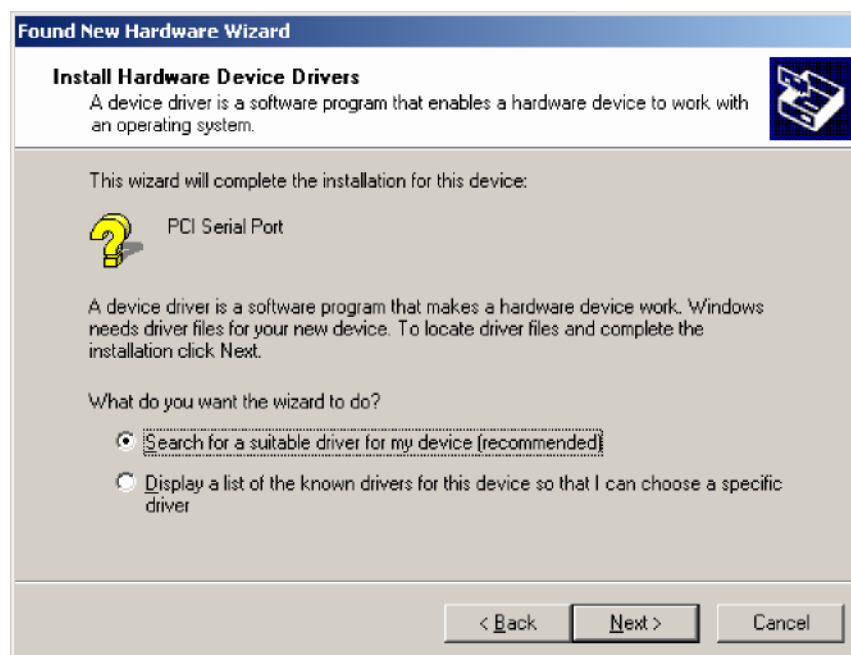 Found New Hardware Wizard
Install Hardware Device Drivers
A device driver is a software program that enables a hardware device to work with
an operating system.
This wizard will complete the installation for this device:
PCI Serial Port
A device driver is a software program that makes a hardware device work. Windows
needs driver files for your new device. To locate driver files and complete the
installation click Next.
What do you want the wizard to do?
Search for a suitable driver for my device (recommended)
Display a list of the known drivers for this device so that I can choose a specific
driver
< Back Next > Cancel